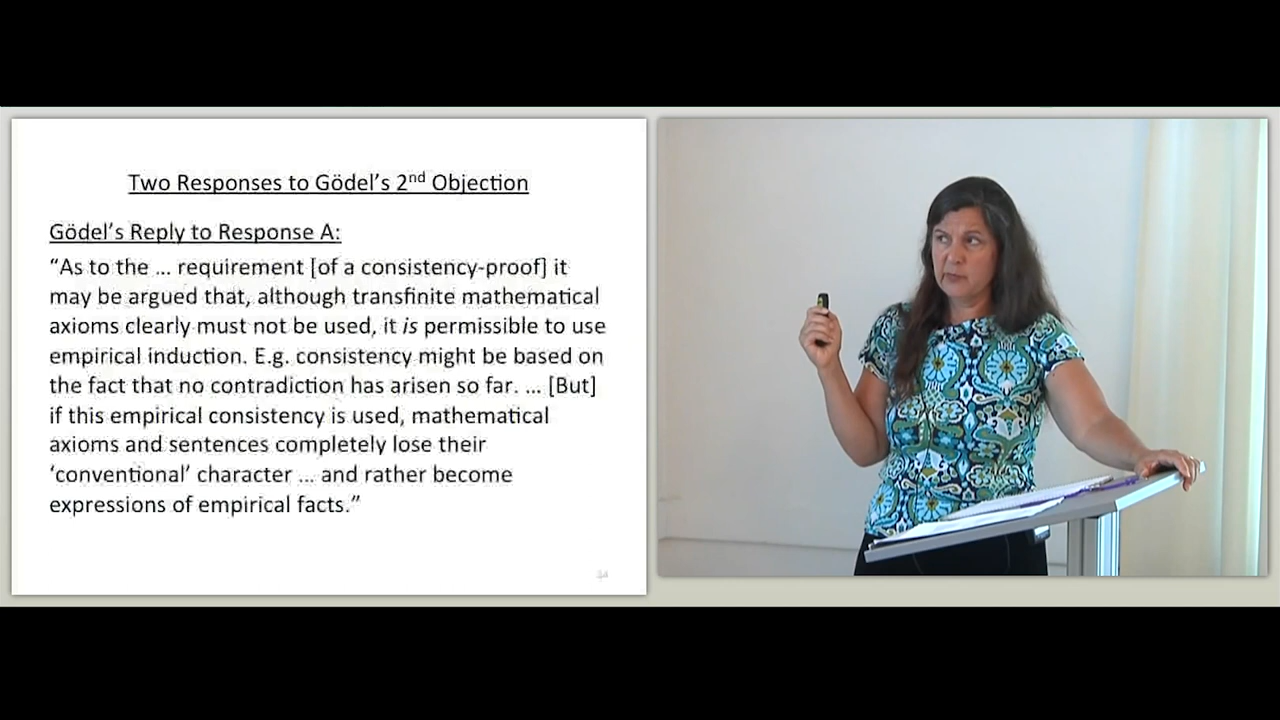 Two Responses to Gödel's 2nd Objection
Gödel's Reply to Response A:
“As to the … requirement [of a consistency-proof] it
may be argued that, although transfinite mathematical
axioms clearly must not be used, it is permissible to use
empirical induction. E.g. consistency might be based on
the fact that no contradiction has arisen so far. … [But]
if this empirical consistency is used, mathematical
axioms and sentences completely lose their
‘conventional’ character … and rather become
expressions of empirical facts.”